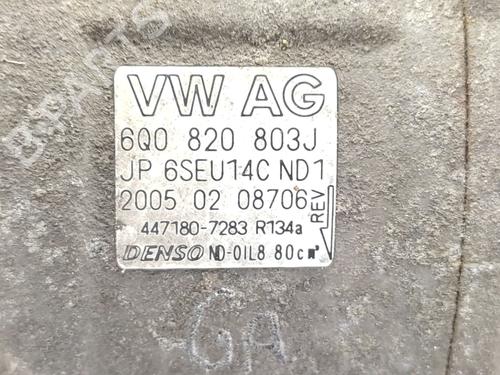 B-PARTS
VW AG
6Q0 820 803J
JP 6SEU14C ND1
2005 02 08706
REV
447180-7283 R134a
DENSO ND-OIL8 80cm³
GA